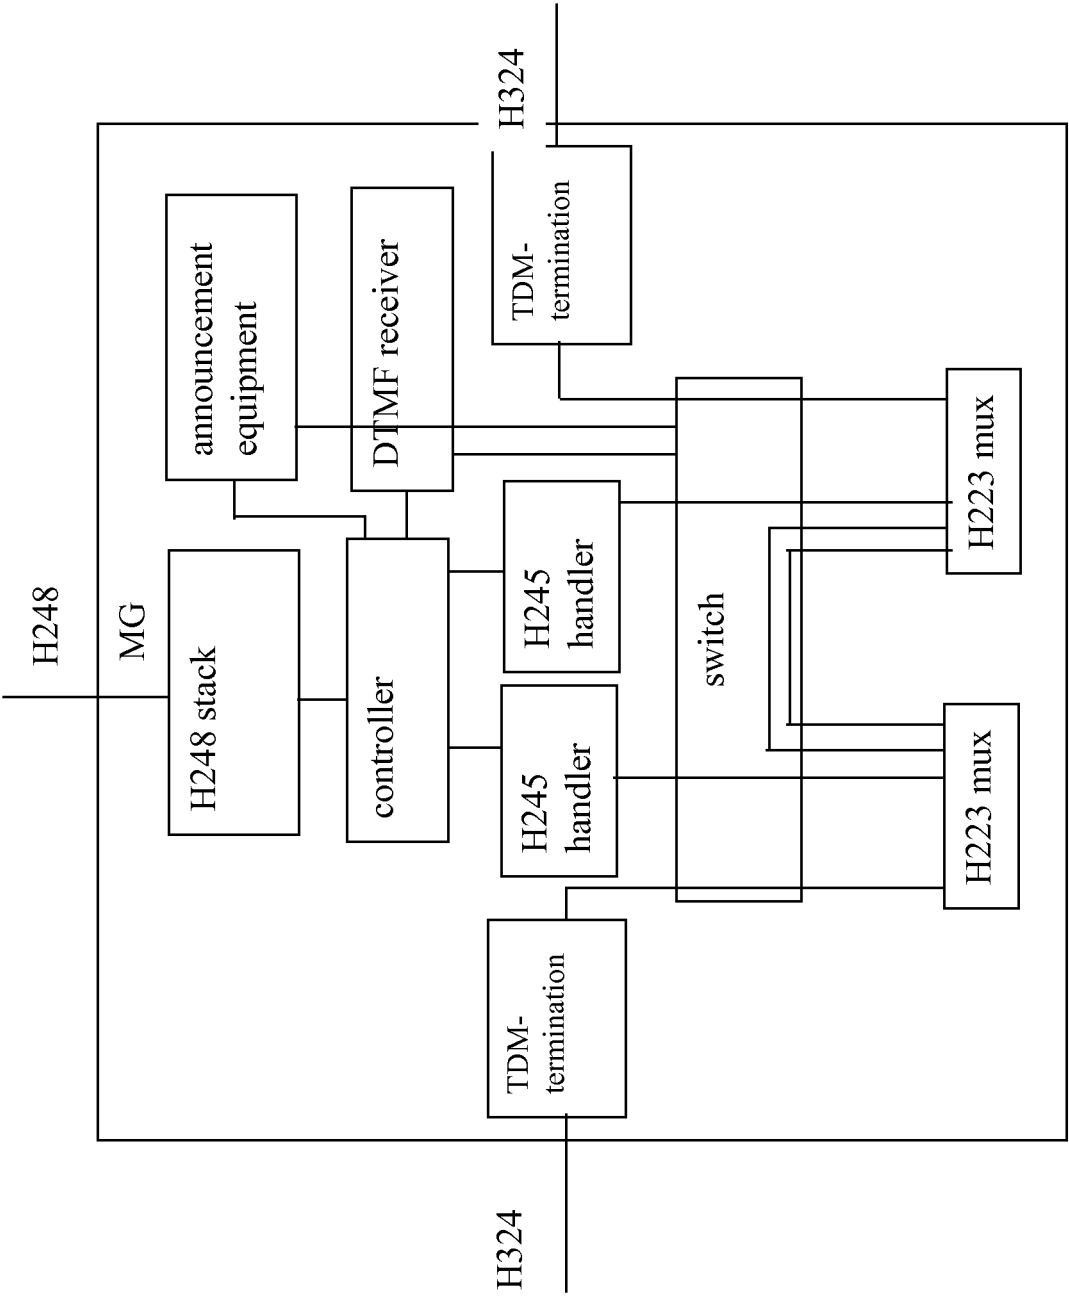 H248
MG
H248 stack
announcement
equipment
controller
DTMF receiver
H245
handler
H245
handler
H324
TDM-
termination
TDM-
termination
H324
switch
H223 mux
H223 mux